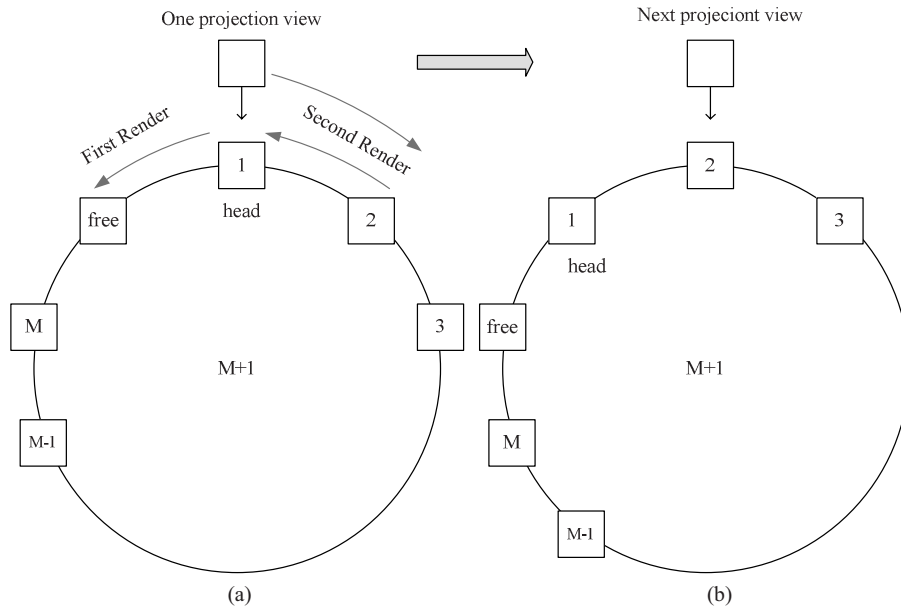 One projection view
Next projeciont view
First Render
Second Render
1
head
free
2
M
3
M+1
M-1
(a)
2
1
head
3
free
M+1
M
M-1
(b)